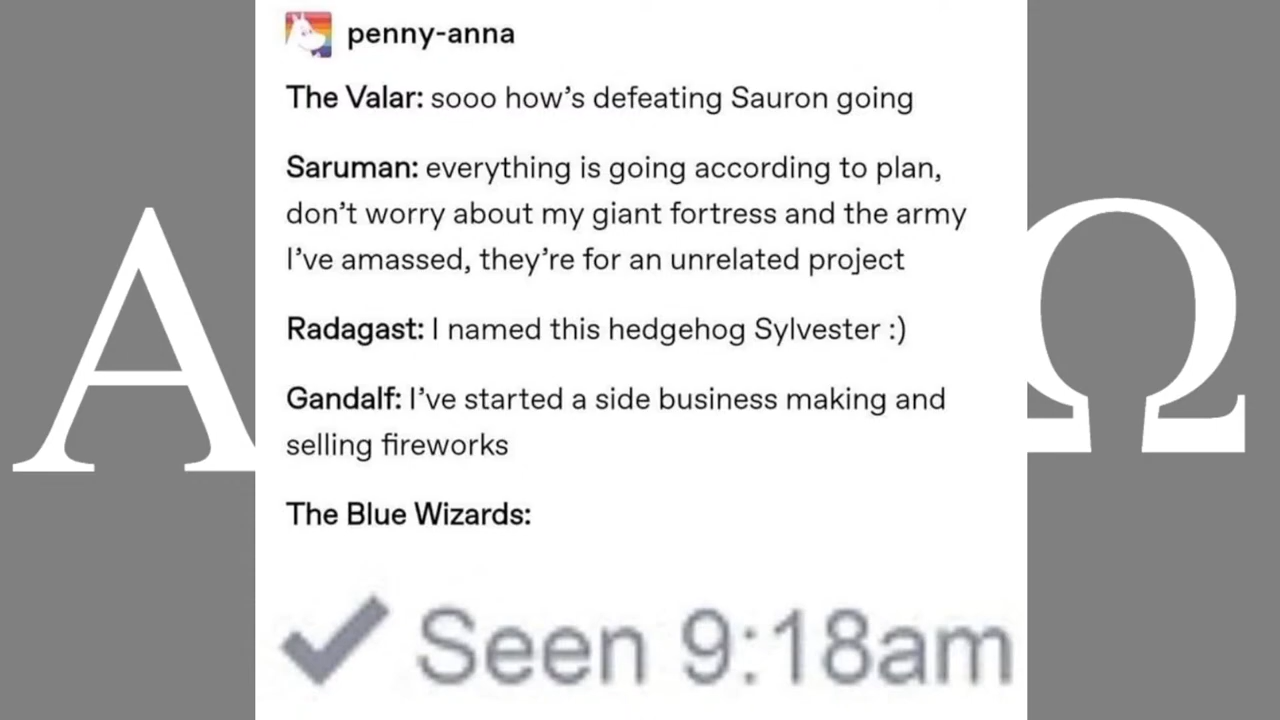 penny-anna
The Valar: sooo how’s defeating Sauron going
Saruman: everything is going according to plan,
don’t worry about my giant fortress and the army
I’ve amassed, they’re for an unrelated project
Radagast: I named this hedgehog Sylvester :)
Gandalf: I’ve started a side business making and
selling fireworks
The Blue Wizards:
Α Ω
✓ Seen 9:18am